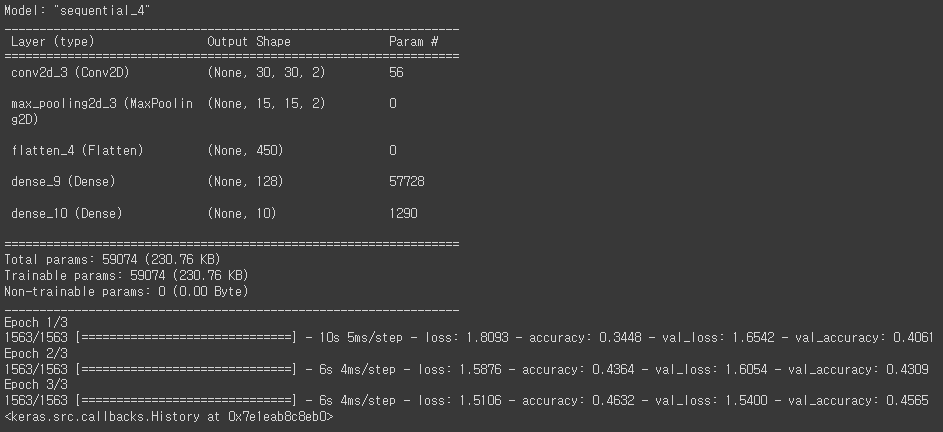 Model: "sequential_4"
_________________________________________________________________
Layer (type) Output Shape Param #
=================================================================
conv2d_3 (Conv2D) (None, 30, 30, 2) 56
max_pooling2d_3 (MaxPoolin (None, 15, 15, 2) 0
g2D)
flatten_4 (Flatten) (None, 450) 0
dense_9 (Dense) (None, 128) 57728
dense_10 (Dense) (None, 10) 1290
=================================================================
Total params: 59074 (230.76 KB)
Trainable params: 59074 (230.76 KB)
Non-trainable params: 0 (0.00 Byte)
_________________________________________________________________
Epoch 1/3
1563/1563 [==============================] - 10s 5ms/step - loss: 1.8093 - accuracy: 0.3448 - val_loss: 1.6542 - val_accuracy: 0.4061
Epoch 2/3
1563/1563 [==============================] - 6s 4ms/step - loss: 1.5876 - accuracy: 0.4364 - val_loss: 1.6054 - val_accuracy: 0.4309
Epoch 3/3
1563/1563 [==============================] - 6s 4ms/step - loss: 1.5106 - accuracy: 0.4632 - val_loss: 1.5400 - val_accuracy: 0.4565
<keras.src.callbacks.History at 0x7e1eab8c8eb0>